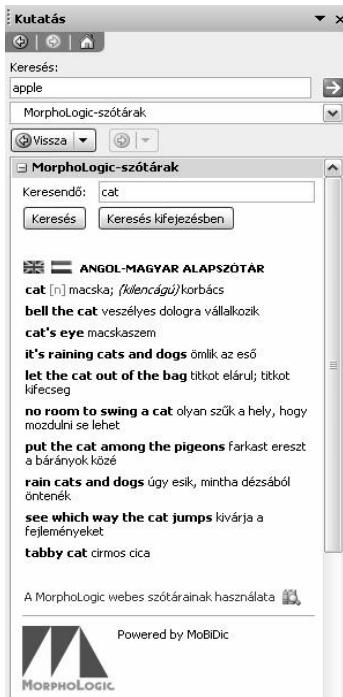 Kutatás
Keresés:
apple
MorphoLogic-szótárak
Vissza
MorphoLogic-szótárak
Keresendő: cat
Keresés Keresés kifejezésben
ANGOL-MAGYAR ALAPSZÓTÁR
cat [n] macska; (kilencágú) korbács
bell the cat veszélyes dologra vállalkozik
cat's eye macskaszem
it's raining cats and dogs ömlik az eső
let the cat out of the bag titkot elárul; titkot
kifecseg
no room to swing a cat olyan szűk a hely, hogy
mozdulni se lehet
put the cat among the pigeons farkast ereszt
a bárányok közé
rain cats and dogs úgy esik, mintha dézsából
öntenék
see which way the cat jumps kivárja a
fejleményeket
tabby cat cirmos cica
A MorphoLogic webes szótárainak használata
Powered by MoBiDic
MORPHOLOGIC